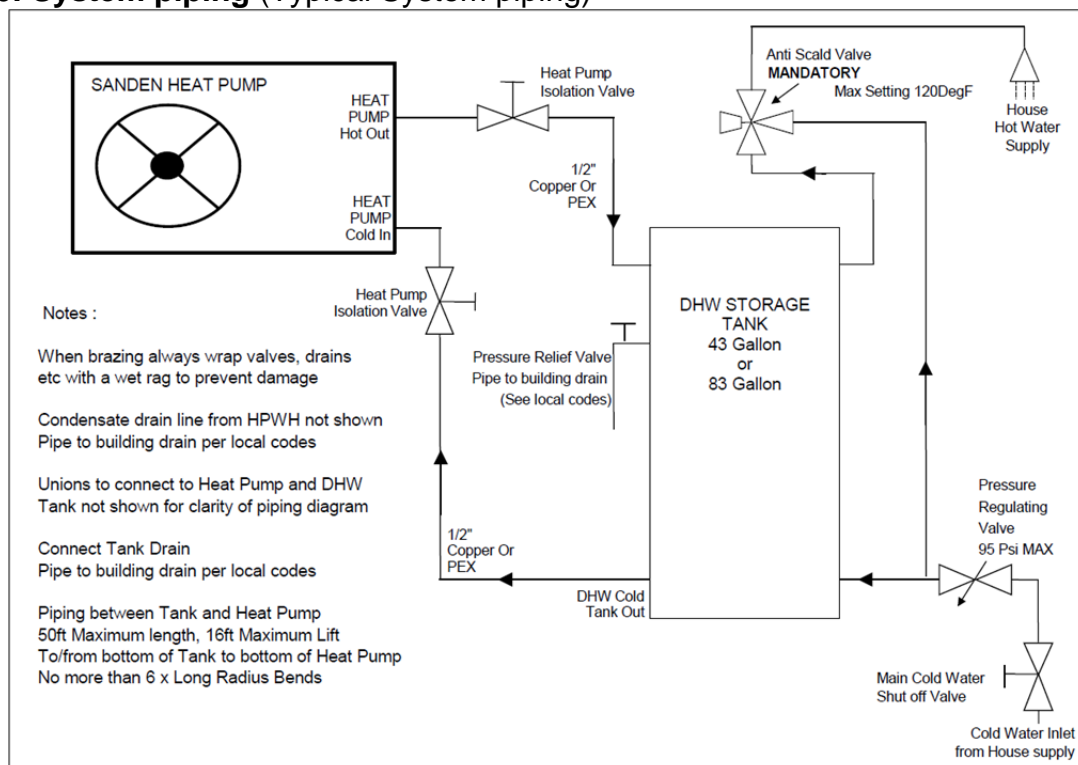 System piping (Typical System piping)
SANDEN HEAT PUMP
HEAT
PUMP
Hot Out
HEAT
PUMP
Cold In
Heat Pump
Isolation Valve
1/2"
Copper Or
PEX
Anti Scald Valve
MANDATORY
Max Setting 120DegF
House
Hot Water
Supply
Heat Pump
Isolation Valve
DHW STORAGE
TANK
43 Gallon
or
83 Gallon
Pressure Relief Valve
Pipe to building drain
(See local codes)
Notes :
When brazing always wrap valves, drains
etc with a wet rag to prevent damage
Condensate drain line from HPWH not shown
Pipe to building drain per local codes
Unions to connect to Heat Pump and DHW
Tank not shown for clarity of piping diagram
Connect Tank Drain
Pipe to building drain per local codes
Piping between Tank and Heat Pump
50ft Maximum length, 16ft Maximum Lift
To/from bottom of Tank to bottom of Heat Pump
No more than 6 x Long Radius Bends
1/2"
Copper Or
PEX
DHW Cold
Tank Out
Pressure
Regulating
Valve
95 Psi MAX
Main Cold Water
Shut off Valve
Cold Water Inlet
from House supply